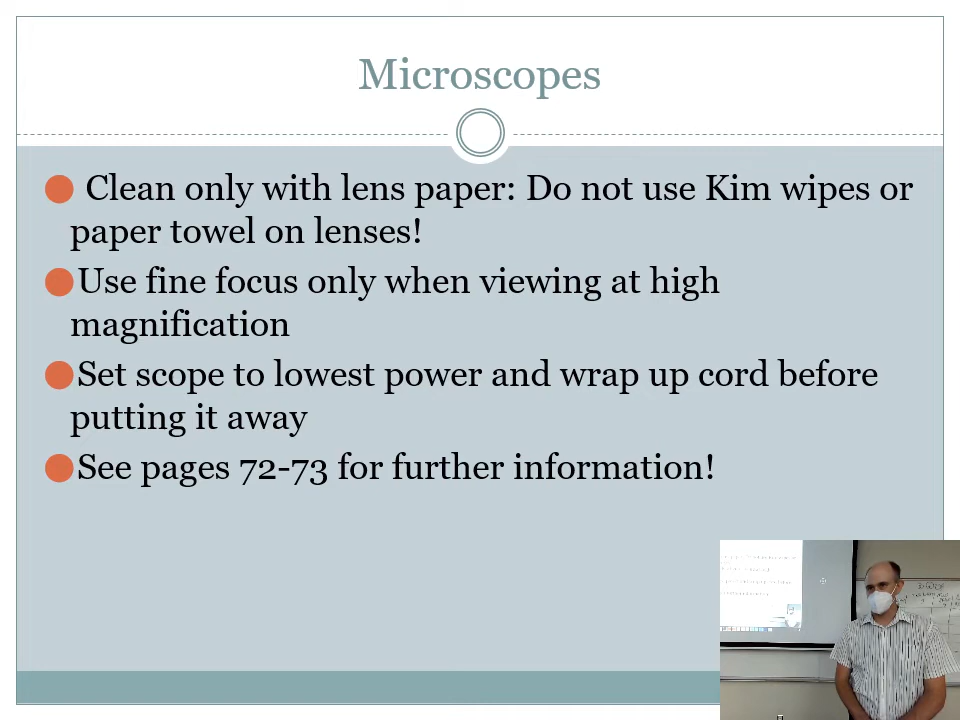 Microscopes
Clean only with lens paper: Do not use Kim wipes or
paper towel on lenses!
Use fine focus only when viewing at high
magnification
Set scope to lowest power and wrap up cord before
putting it away
See pages 72-73 for further information!